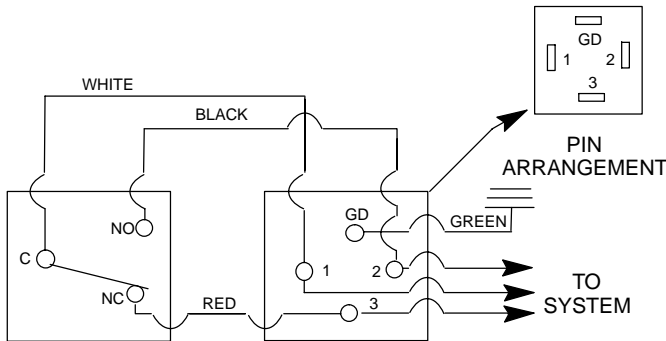 GD
1 2
3
WHITE
BLACK
PIN
ARRANGEMENT
NO
GD
GREEN
C
1
2
TO
SYSTEM
NC
RED
3